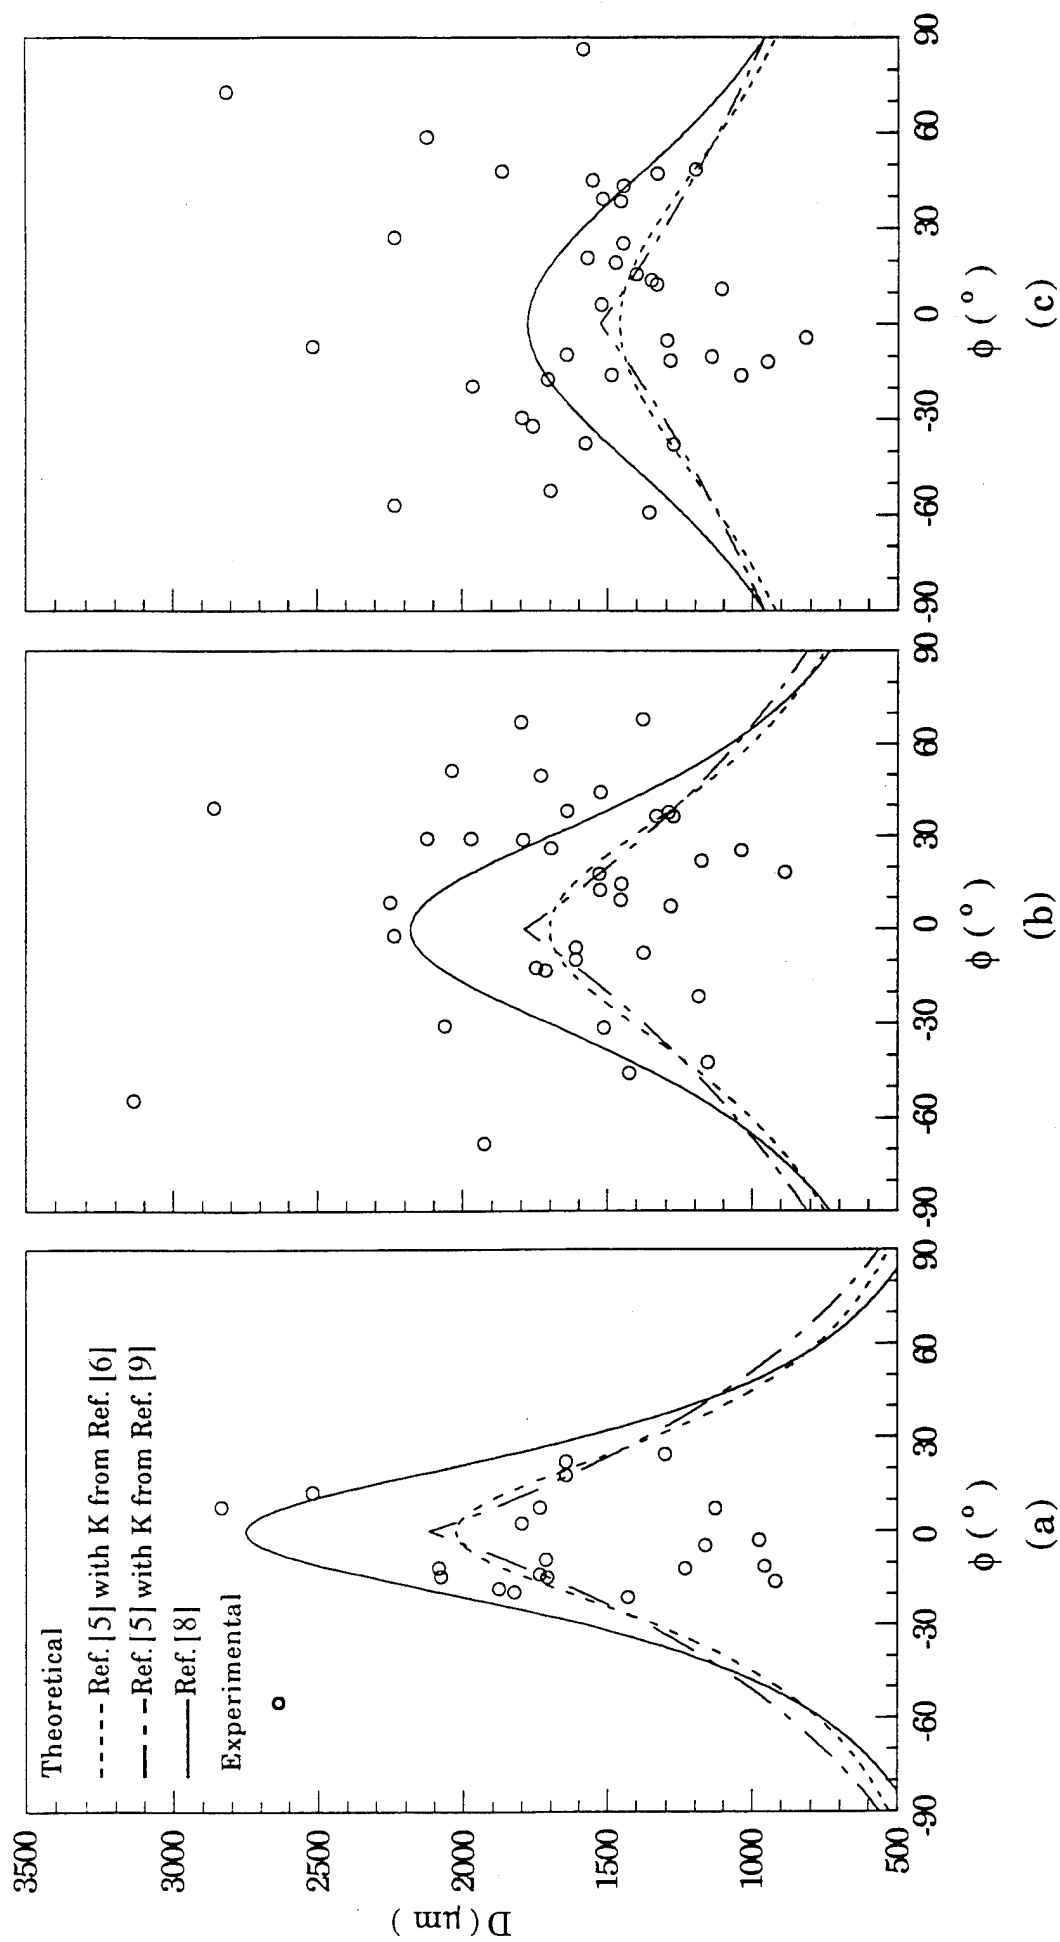 Theoretical
Ref. [5] with K from Ref. [6]
Ref. [5] with K from Ref. [9]
Ref. [8]
Experimental
D (μm)
3500
3000
2500
2000
1500
1000
500
-90 -60 -30 0 30 60 90
ϕ (°)
(a)
-90 -60 -30 0 30 60 90
ϕ (°)
(b)
-90 -60 -30 0 30 60 90
ϕ (°)
(c)